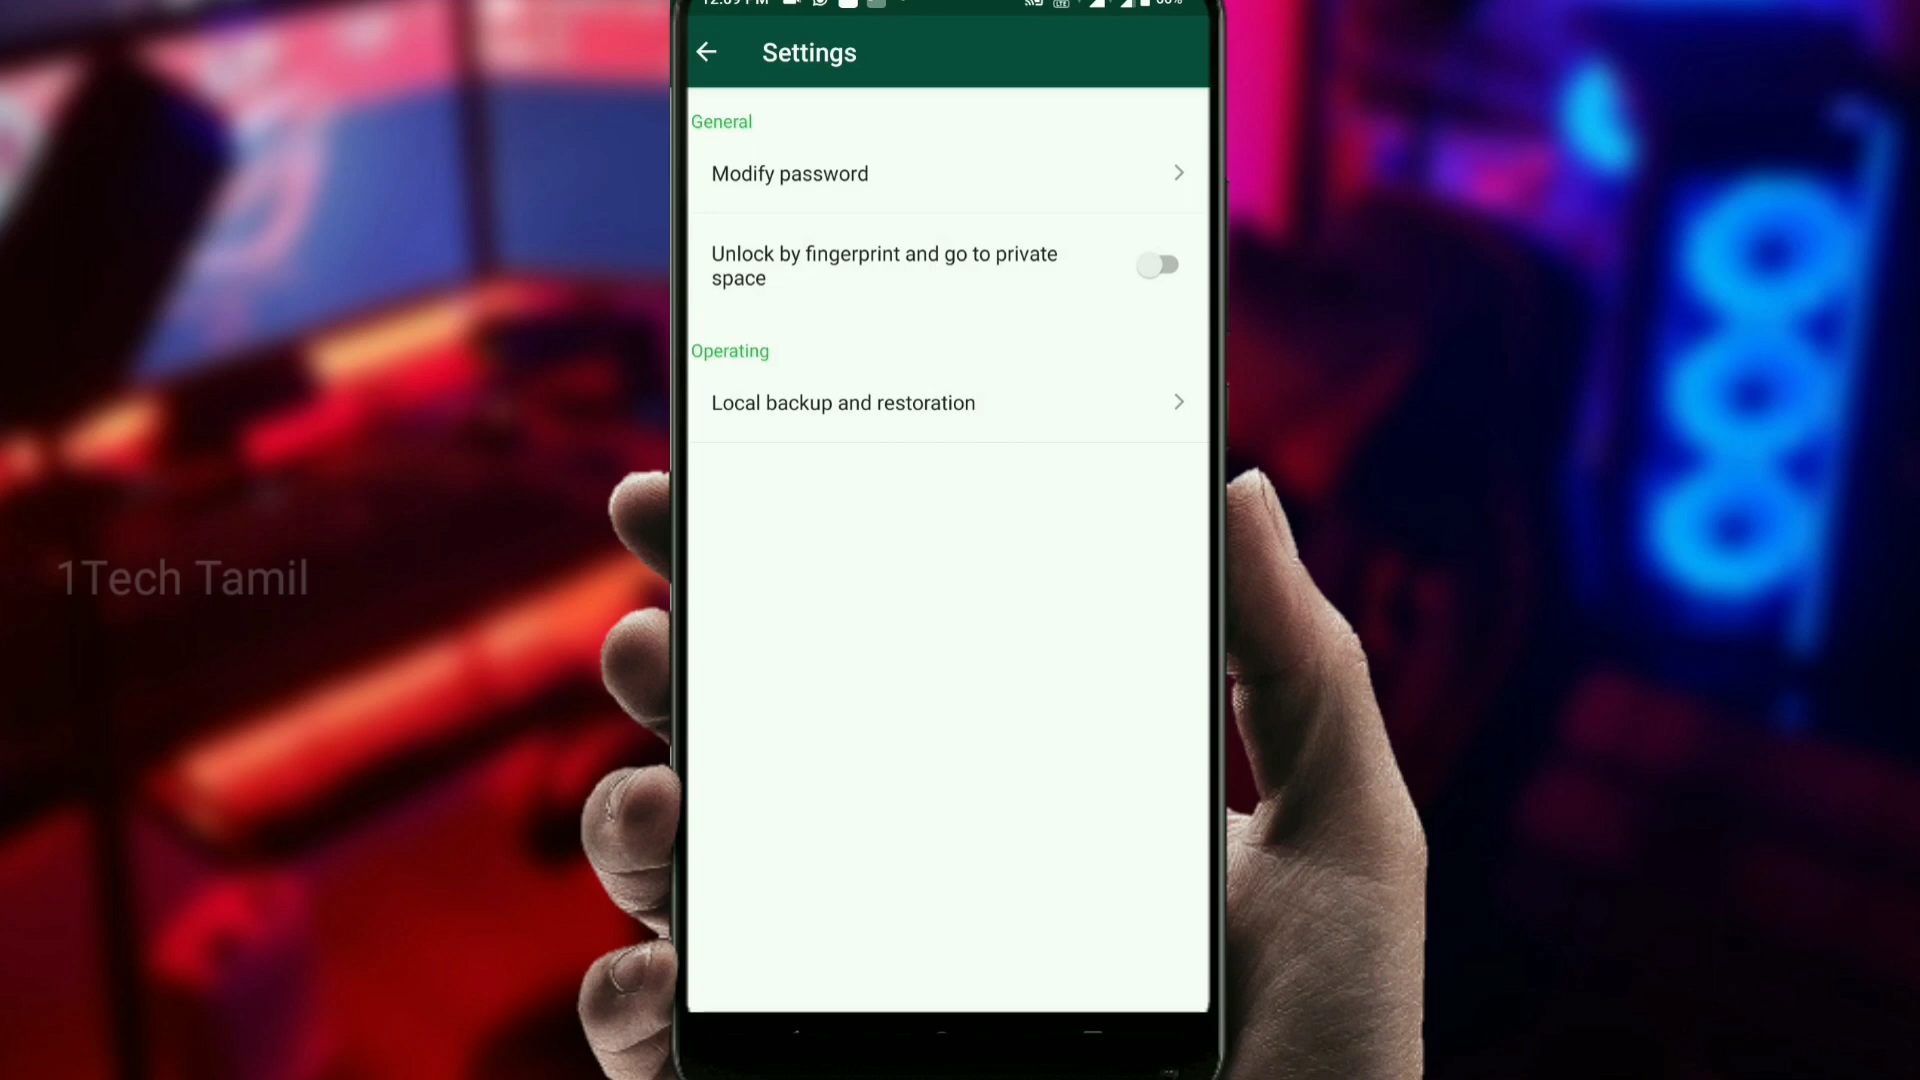 Settings
General
Modify password
Unlock by fingerprint and go to private
space
Operating
Local backup and restoration
1Tech Tamil